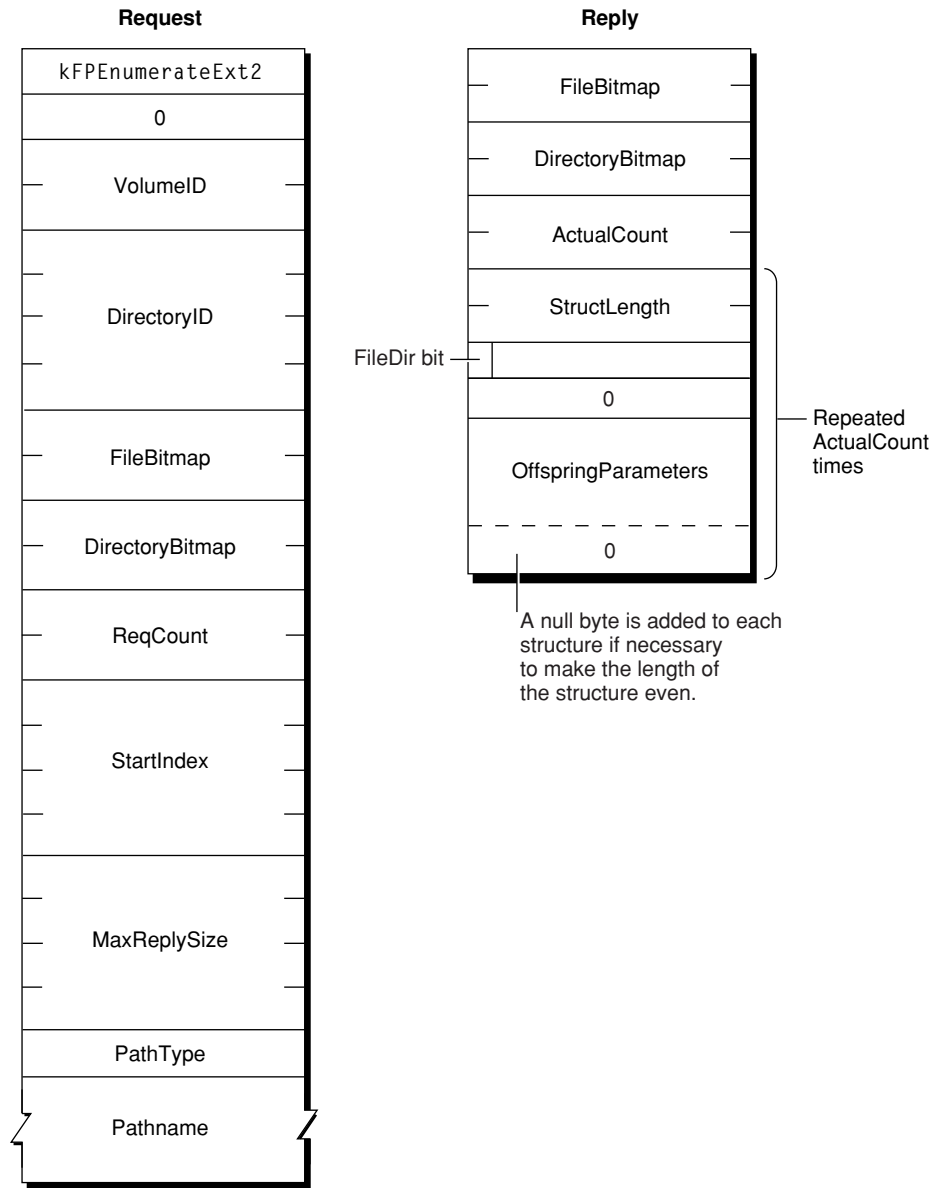 Request
kFPEnumerateExt2
0
VolumeID
DirectoryID
FileBitmap
DirectoryBitmap
ReqCount
StartIndex
MaxReplySize
PathType
Pathname
Reply
FileBitmap
DirectoryBitmap
ActualCount
StructLength
FileDir bit
0
OffspringParameters
0
Repeated
ActualCount
times
A null byte is added to each
structure if necessary
to make the length of
the structure even.